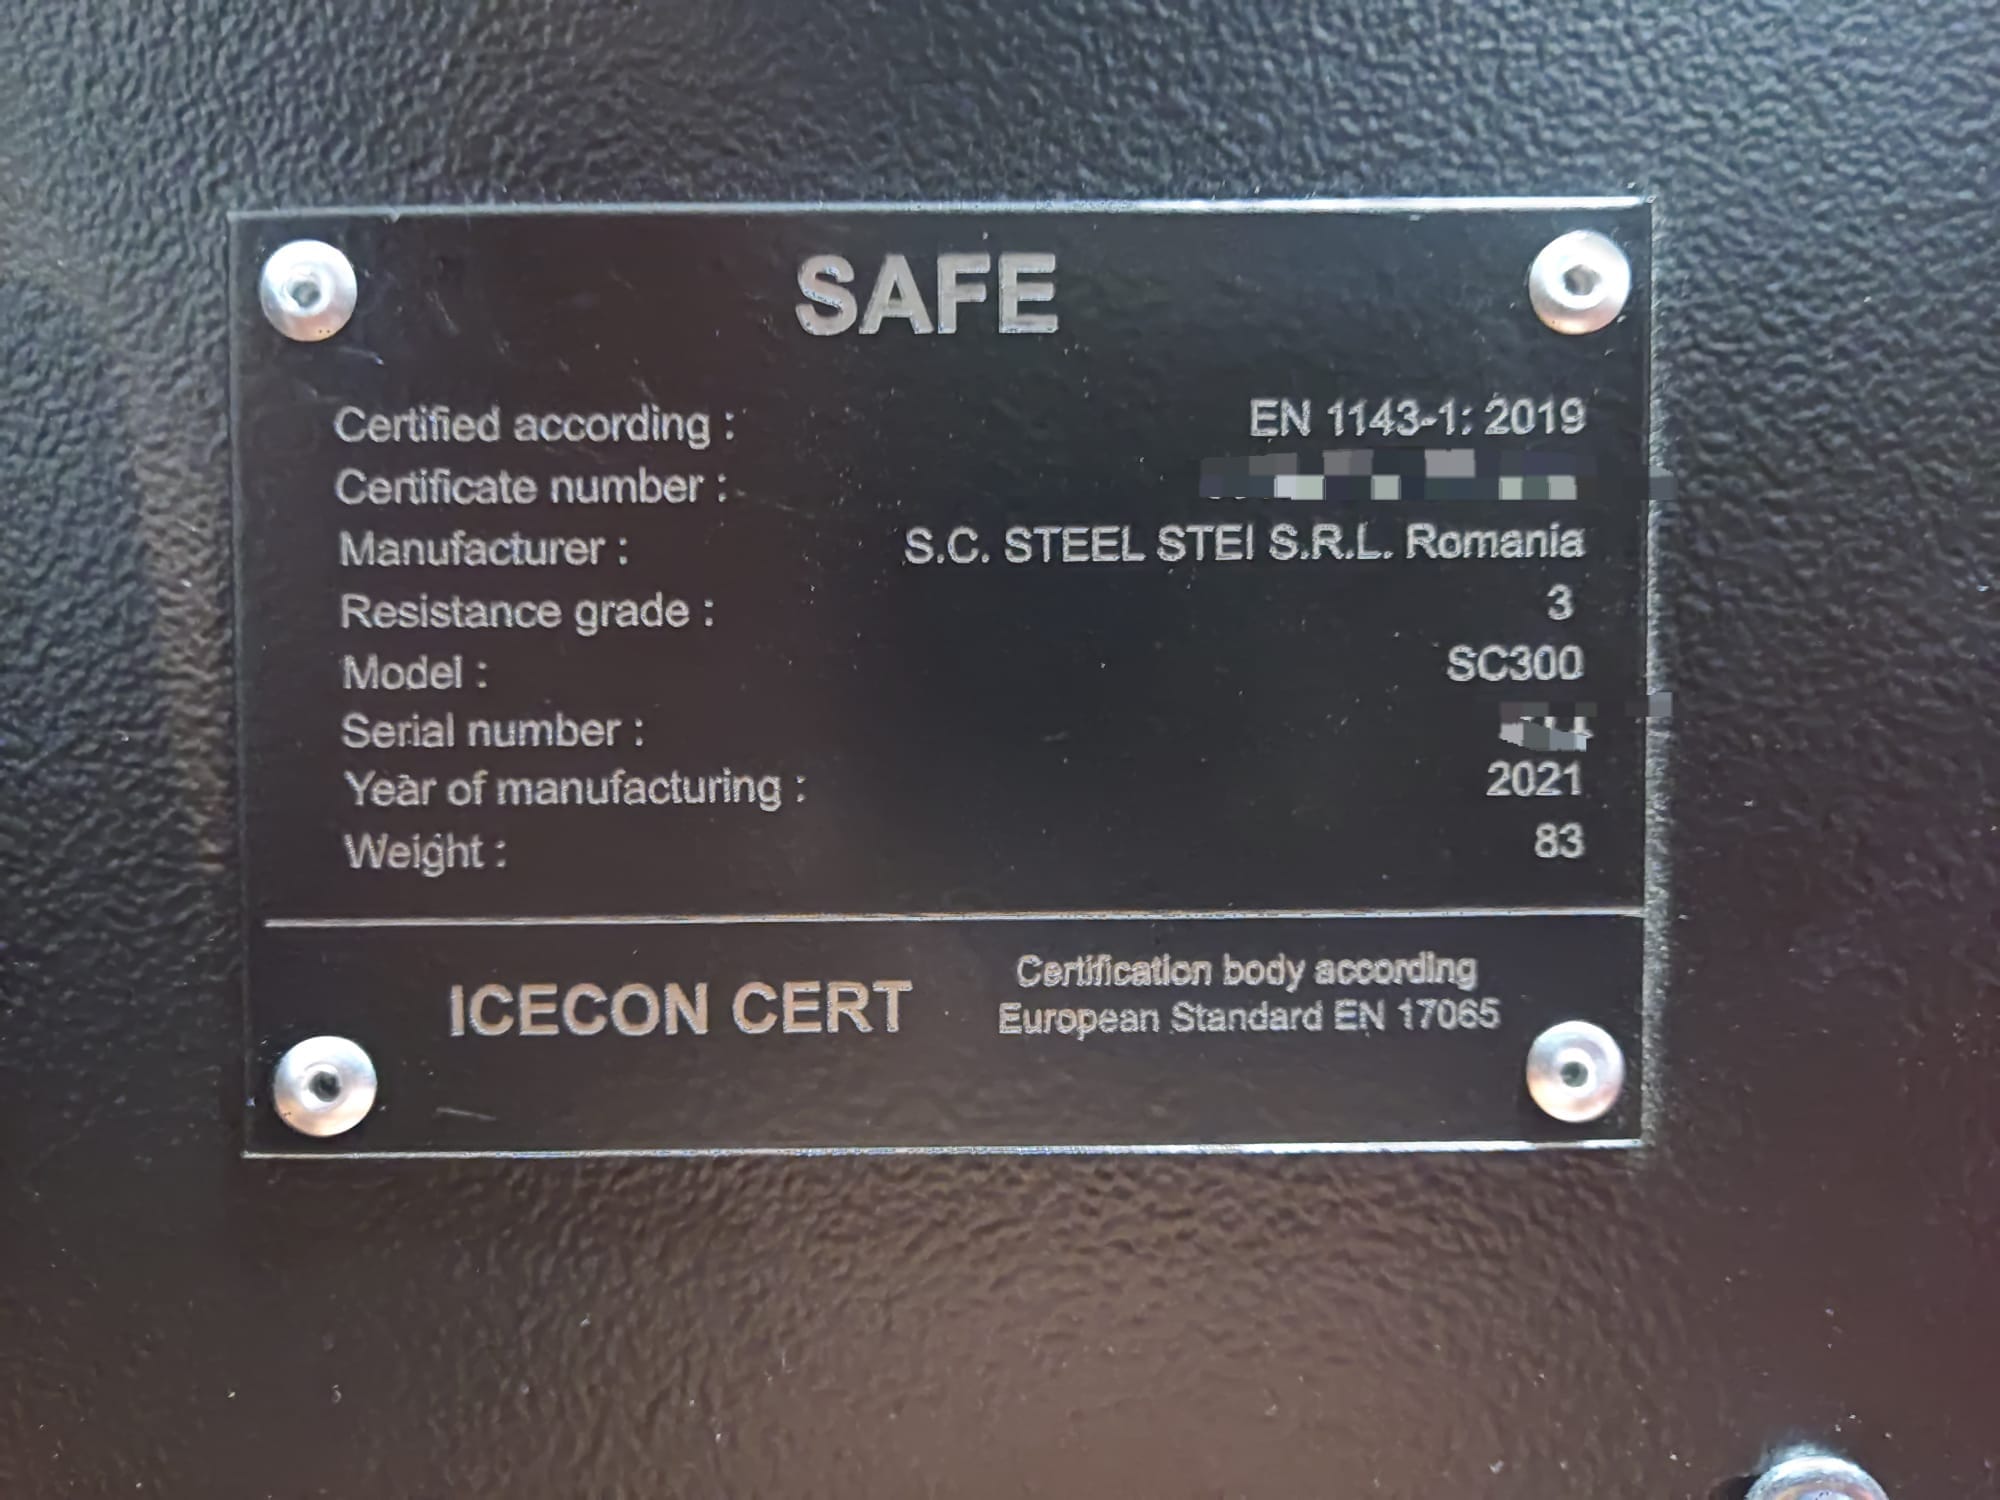 SAFE
Certified according : EN 1143-1: 2019
Certificate number :
Manufacturer : S.C. STEEL STEI S.R.L. Romania
Resistance grade : 3
Model : SC300
Serial number :
Year of manufacturing : 2021
Weight : 83
ICECON CERT
Certification body according
European Standard EN 17065